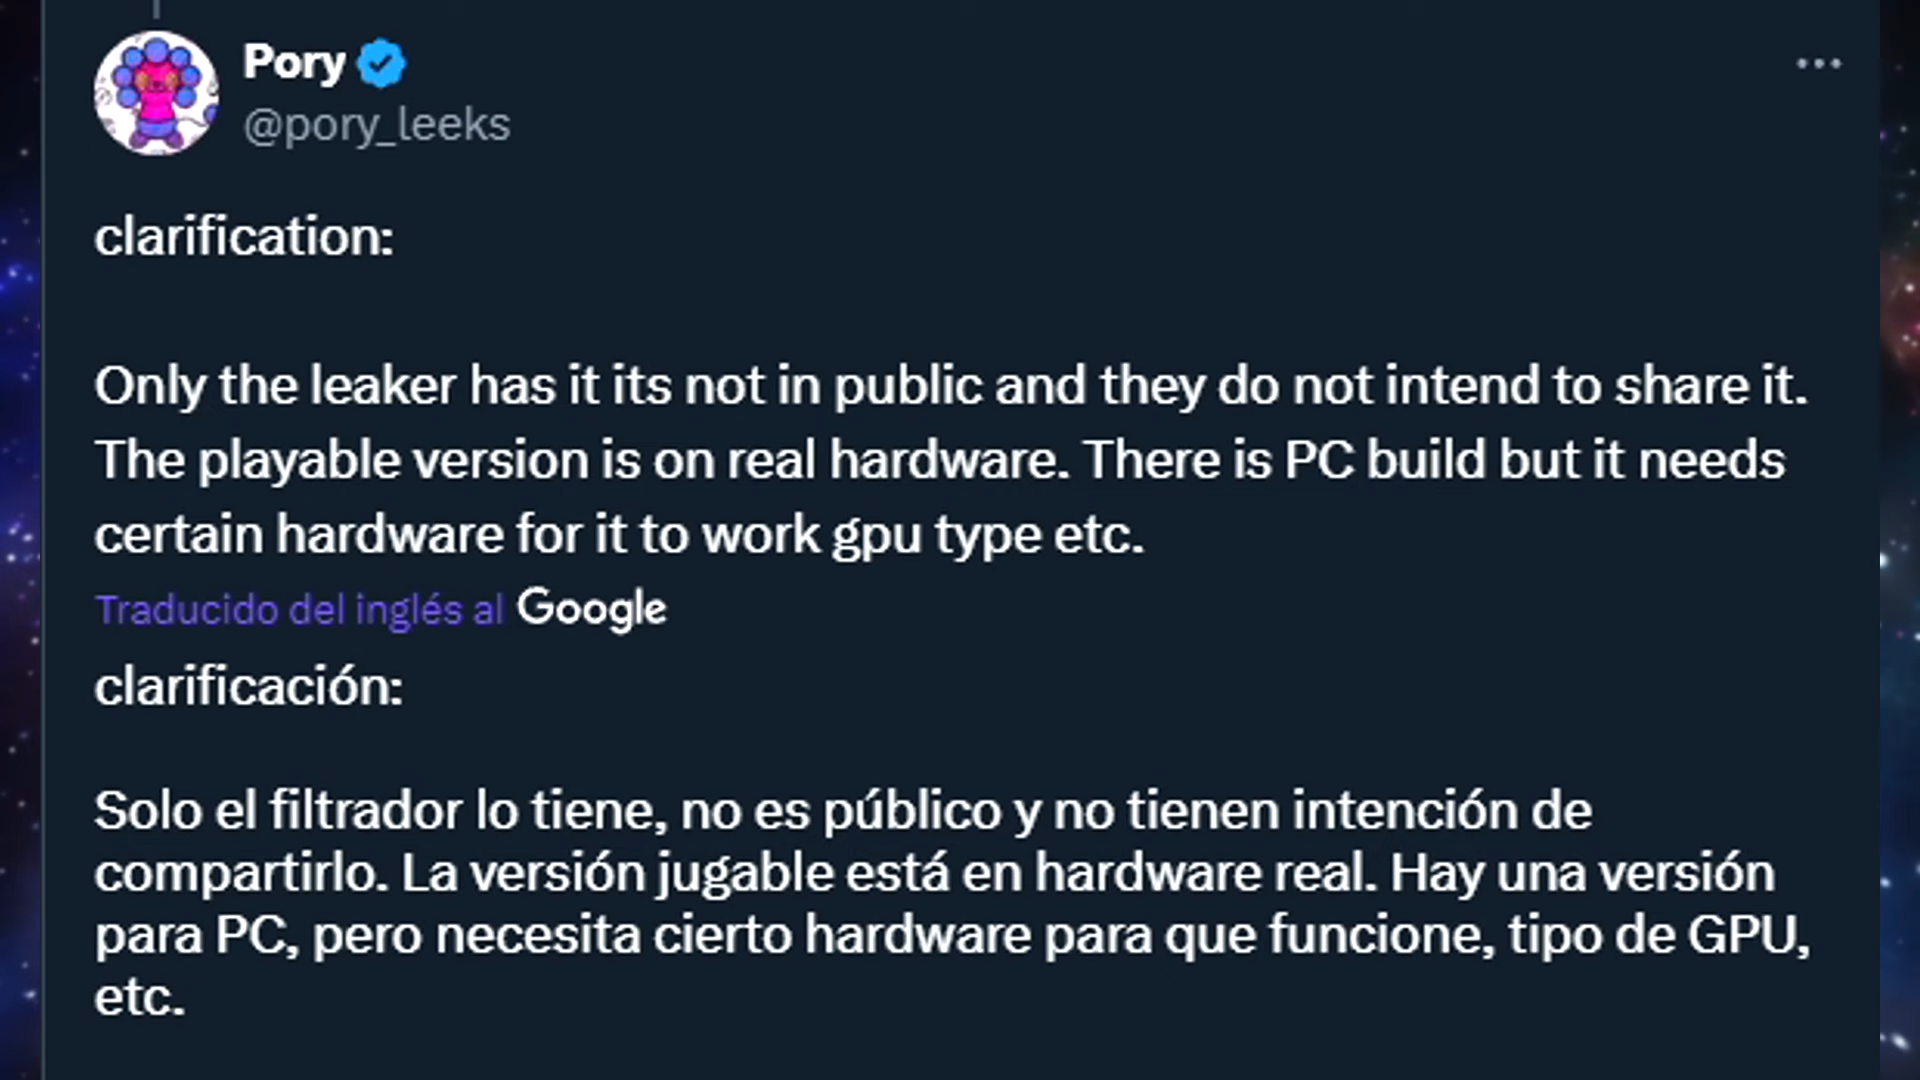 Pory
@pory_leeks
clarification:
Only the leaker has it its not in public and they do not intend to share it.
The playable version is on real hardware. There is PC build but it needs
certain hardware for it to work gpu type etc.
Traducido del inglés al Google
clarificación:
Solo el filtrador lo tiene, no es público y no tienen intención de
compartirlo. La versión jugable está en hardware real. Hay una versión
para PC, pero necesita cierto hardware para que funcione, tipo de GPU,
etc.